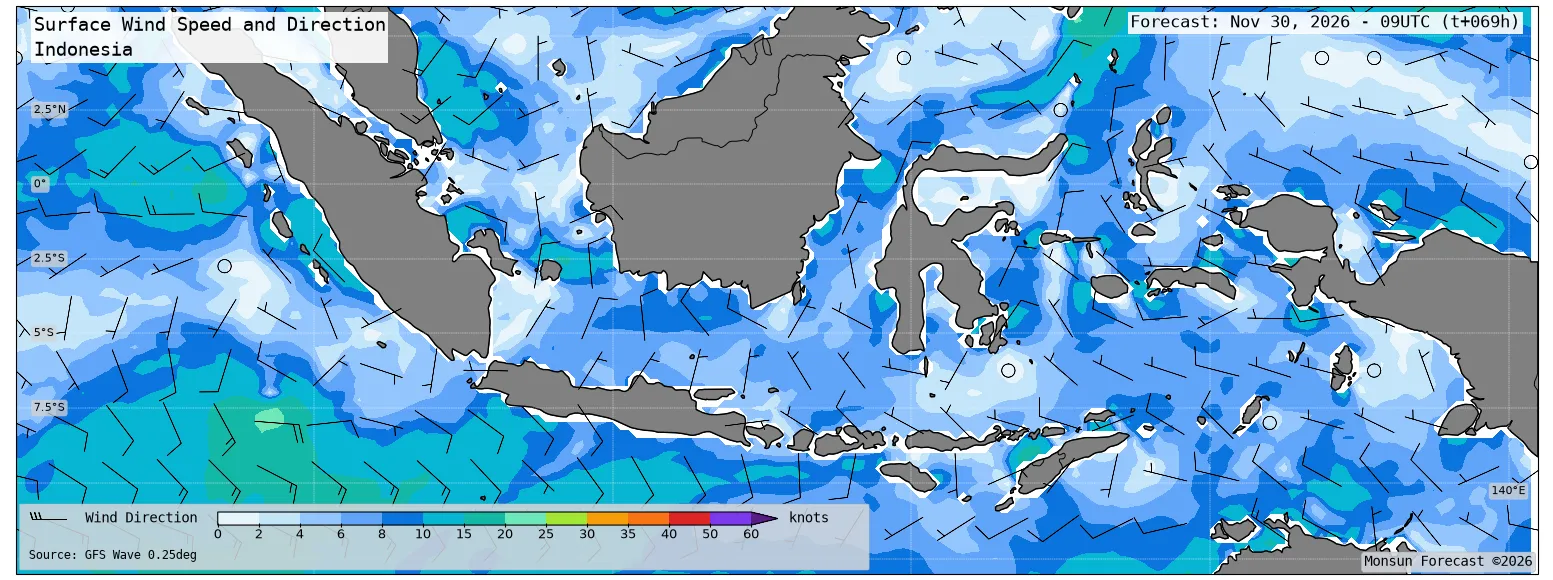 Surface Wind Speed and Direction
Indonesia
Forecast: Nov 30, 2026 - 09UTC (t+069h)
2.5°N
0°
2.5°S
5°S
7.5°S
140°E
Wind Direction
knots
0 2 4 6 8 10 15 20 25 30 35 40 50 60
Source: GFS Wave 0.25deg
Monsun Forecast ©2026